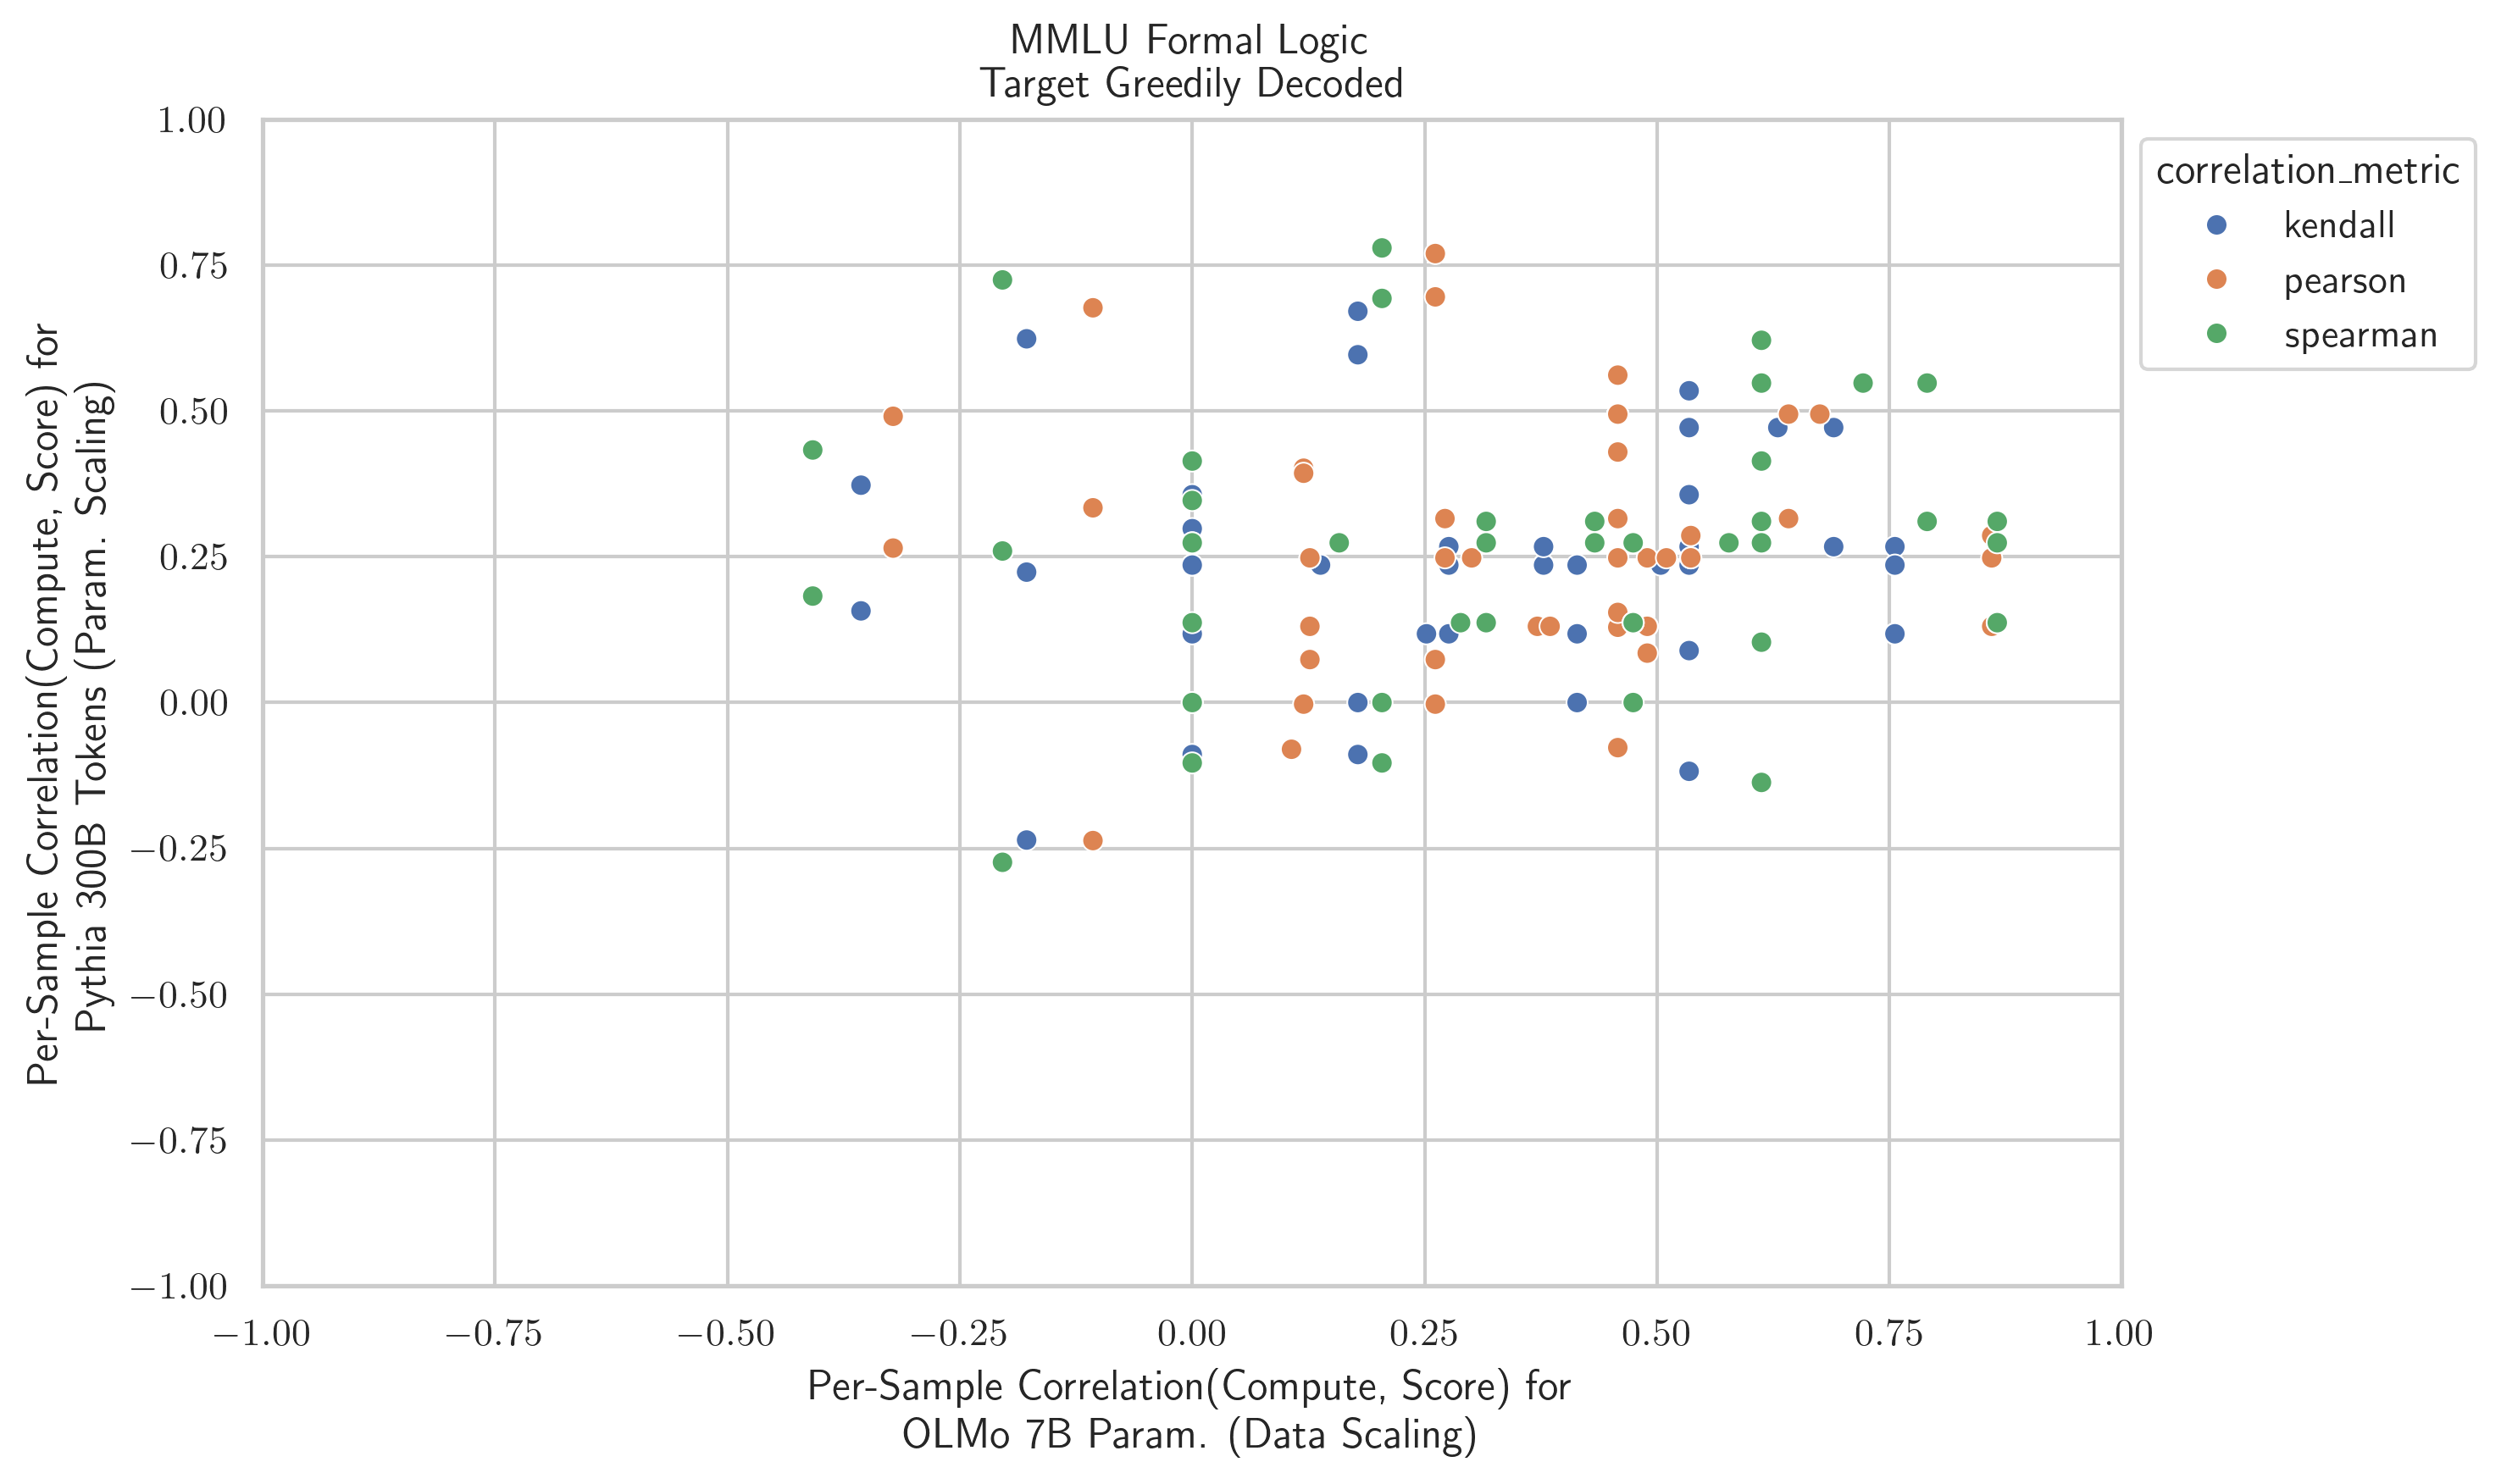 MMLU Formal Logic
Target Greedily Decoded
1.00
0.75
0.50
0.25
0.00
−0.25
−0.50
−0.75
−1.00
Per-Sample Correlation(Compute, Score) for
Pythia 300B Tokens (Param. Scaling)
−1.00
−0.75
−0.50
−0.25
0.00
0.25
0.50
0.75
1.00
Per-Sample Correlation(Compute, Score) for
OLMo 7B Param. (Data Scaling)
correlation_metric
kendall
pearson
spearman